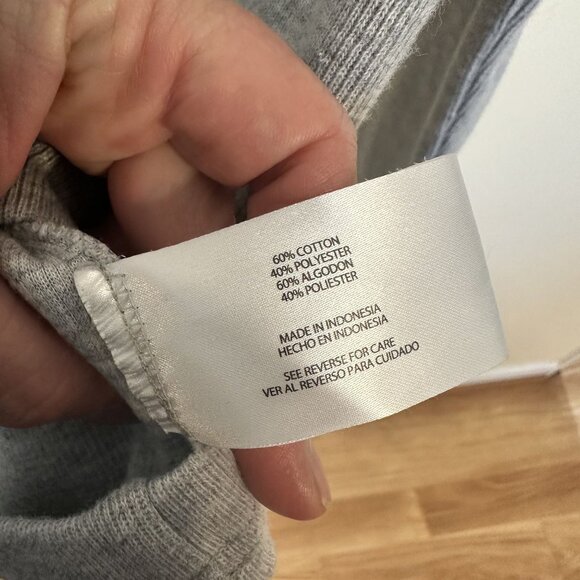 60% COTTON
40% POLYESTER
60% ALGODON
40% POLIESTER
MADE IN INDONESIA
HECHO EN INDONESIA
SEE REVERSE FOR CARE
VER AL REVERSO PARA CUIDADO